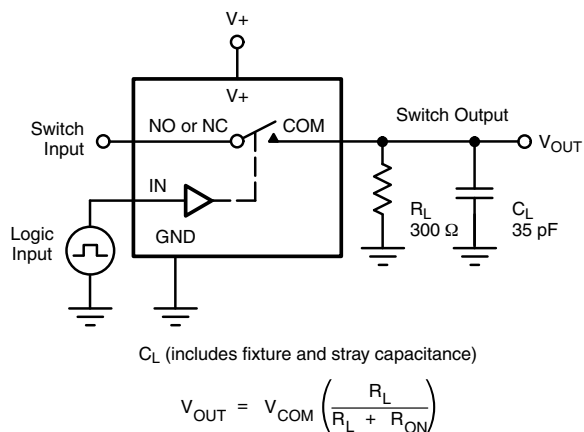 V+
V+
Switch Output
NO or NC
COM
Switch
Input
V_OUT
IN
R_L
300 Ω
C_L
35 pF
Logic
Input
GND
C_L (includes fixture and stray capacitance)
V_OUT = V_COM ( R_L / R_L + R_ON )